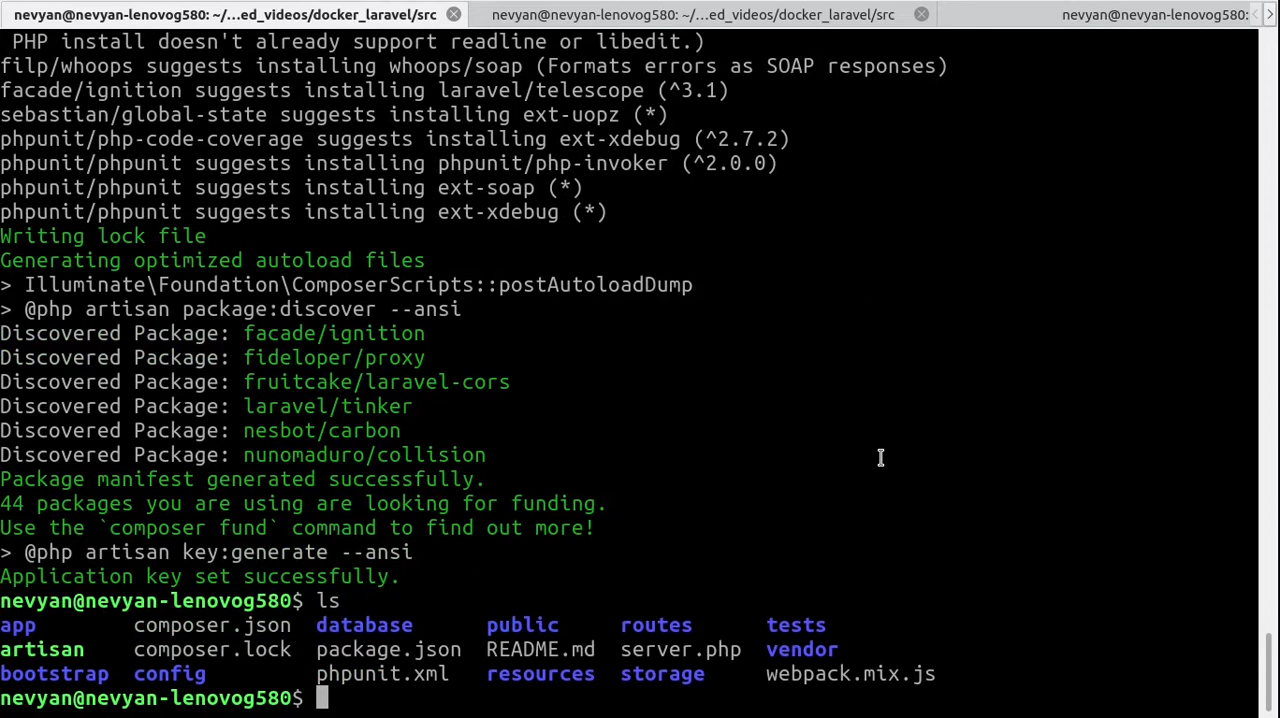 nevyan@nevyan-lenovog580: ~/...ed_videos/docker_laravel/src nevyan@nevyan-lenovog580: ~/...ed_videos/docker_laravel/src nevyan@nevyan-lenovog580:
PHP install doesn't already support readline or libedit.)
filp/whoops suggests installing whoops/soap (Formats errors as SOAP responses)
facade/ignition suggests installing laravel/telescope (^3.1)
sebastian/global-state suggests installing ext-uopz (*)
phpunit/php-code-coverage suggests installing ext-xdebug (^2.7.2)
phpunit/phpunit suggests installing phpunit/php-invoker (^2.0.0)
phpunit/phpunit suggests installing ext-soap (*)
phpunit/phpunit suggests installing ext-xdebug (*)
Writing lock file
Generating optimized autoload files
> Illuminate\Foundation\ComposerScripts::postAutoloadDump
> @php artisan package:discover --ansi
Discovered Package: facade/ignition
Discovered Package: fideloper/proxy
Discovered Package: fruitcake/laravel-cors
Discovered Package: laravel/tinker
Discovered Package: nesbot/carbon
Discovered Package: nunomaduro/collision
Package manifest generated successfully.
44 packages you are using are looking for funding.
Use the `composer fund` command to find out more!
> @php artisan key:generate --ansi
Application key set successfully.
nevyan@nevyan-lenovog580$ ls
app composer.json database public routes tests
artisan composer.lock package.json README.md server.php vendor
bootstrap config phpunit.xml resources storage webpack.mix.js
nevyan@nevyan-lenovog580$